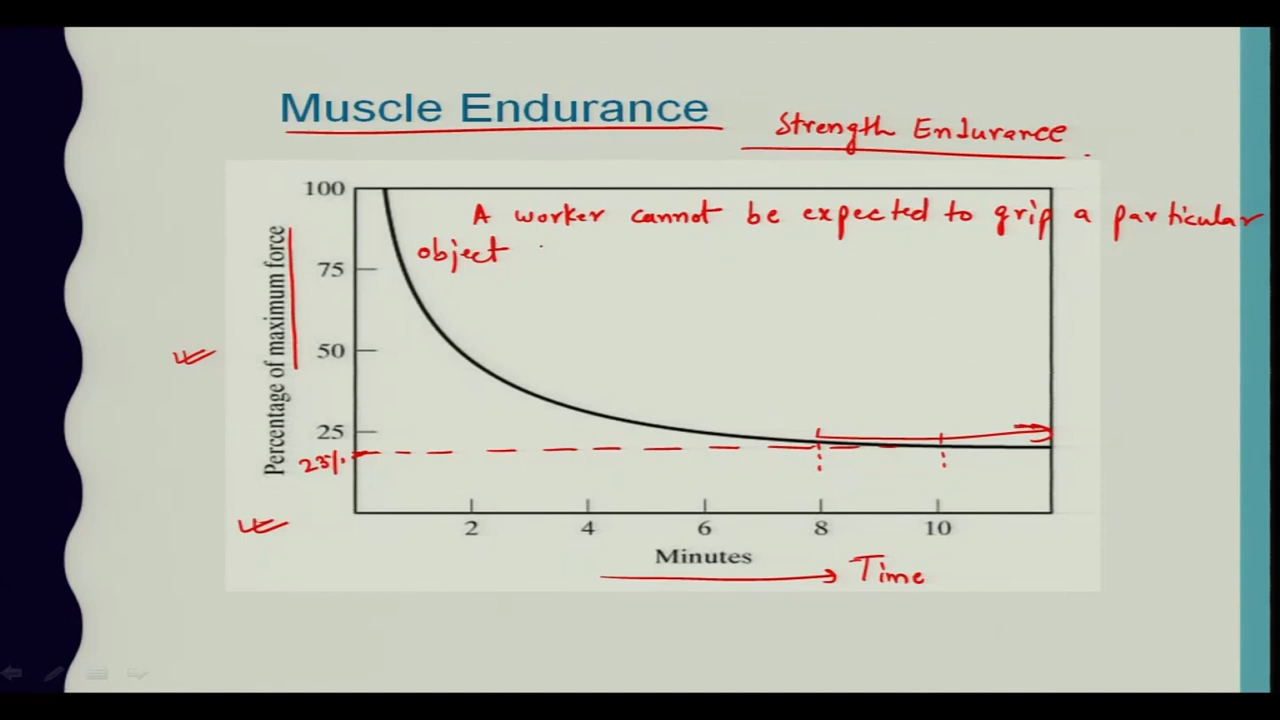 Muscle Endurance
Strength Endurance
A worker cannot be expected to grip a particular
object
Percentage of maximum force
100
75
50
25
23%
2 4 6 8 10
Minutes
Time